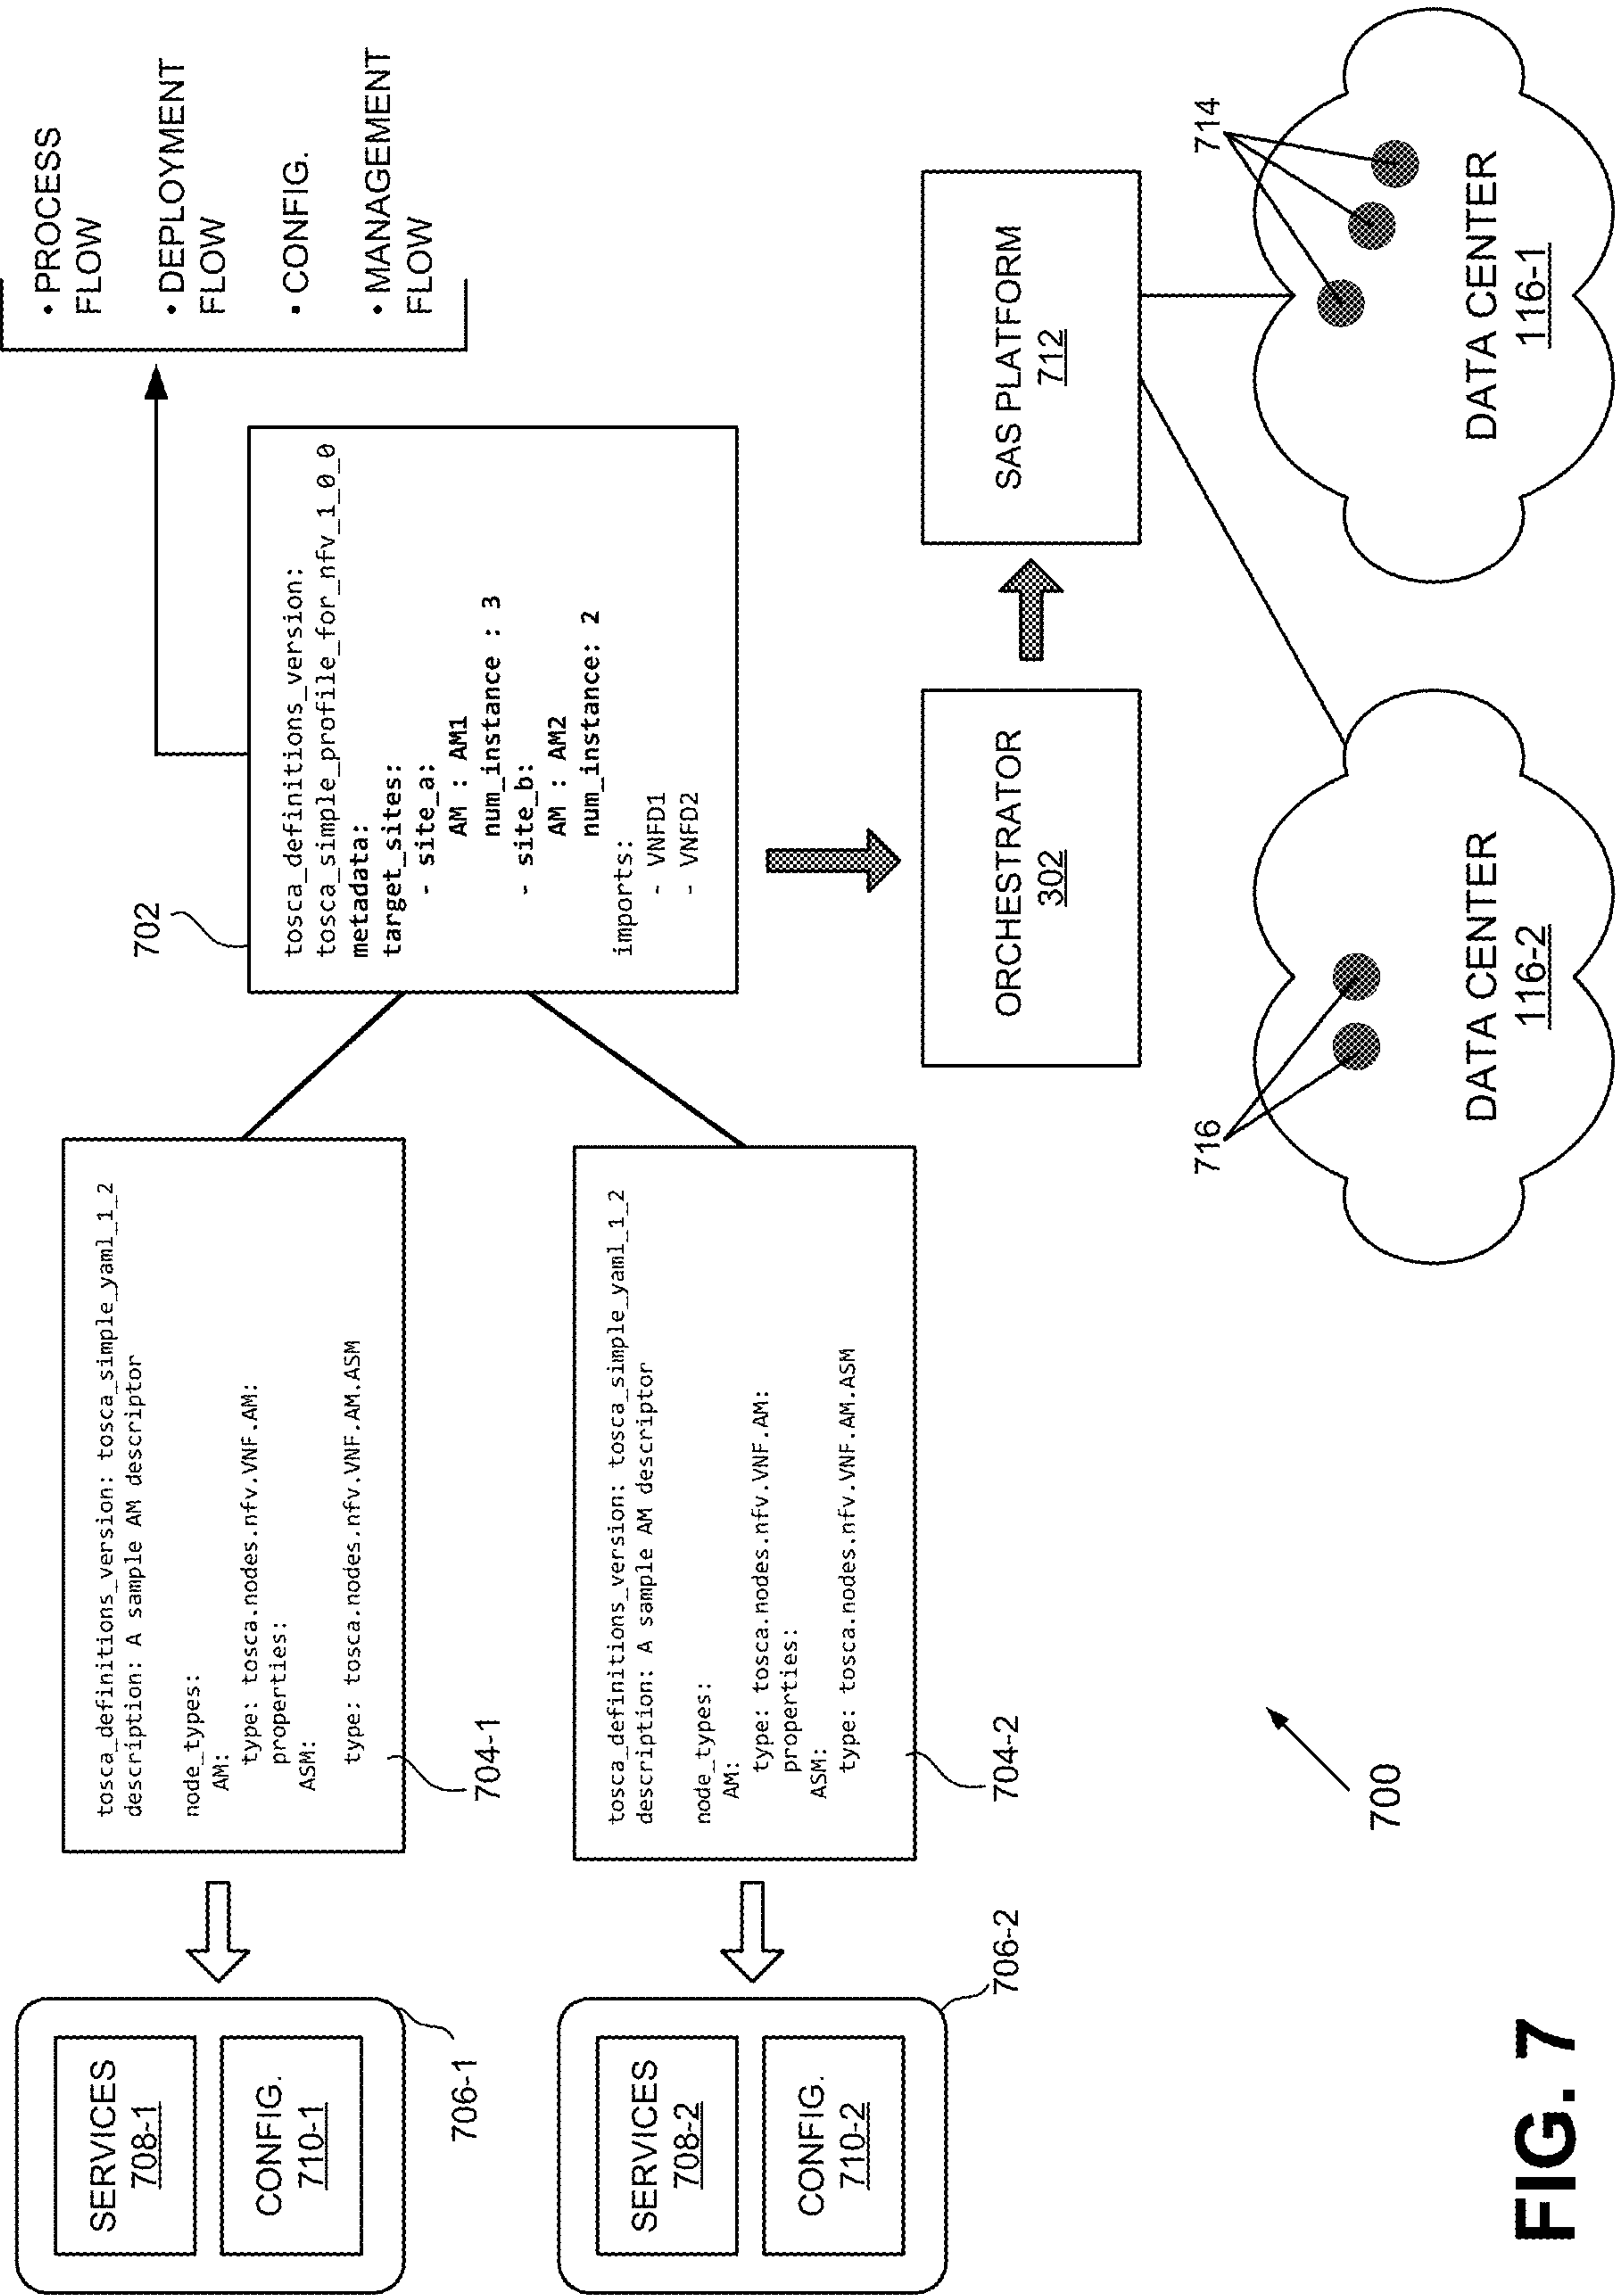 SERVICES
708-1
CONFIG.
710-1
706-1
tosca_definitions_version: tosca_simple_yaml_1_2
description: A sample AM descriptor
node_types:
AM:
type: tosca.nodes.nfv.VNF.AM:
properties:
ASM:
type: tosca.nodes.nfv.VNF.AM.ASM
704-1
SERVICES
708-2
CONFIG.
710-2
706-2
tosca_definitions_version: tosca_simple_yaml_1_2
description: A sample AM descriptor
node_types:
AM:
type: tosca.nodes.nfv.VNF.AM:
properties:
ASM:
type: tosca.nodes.nfv.VNF.AM.ASM
704-2
702
tosca_definitions_version:
tosca_simple_profile_for_nfv_1_0_0
metadata:
target_sites:
- site_a:
AM : AM1
num_instance : 3
- site_b:
AM : AM2
num_instance: 2
imports:
- VNFD1
- VNFD2
• PROCESS
FLOW
• DEPLOYMENT
FLOW
• CONFIG.
• MANAGEMENT
FLOW
ORCHESTRATOR
302
SAS PLATFORM
712
716
DATA CENTER
116-2
714
DATA CENTER
116-1
700
FIG. 7